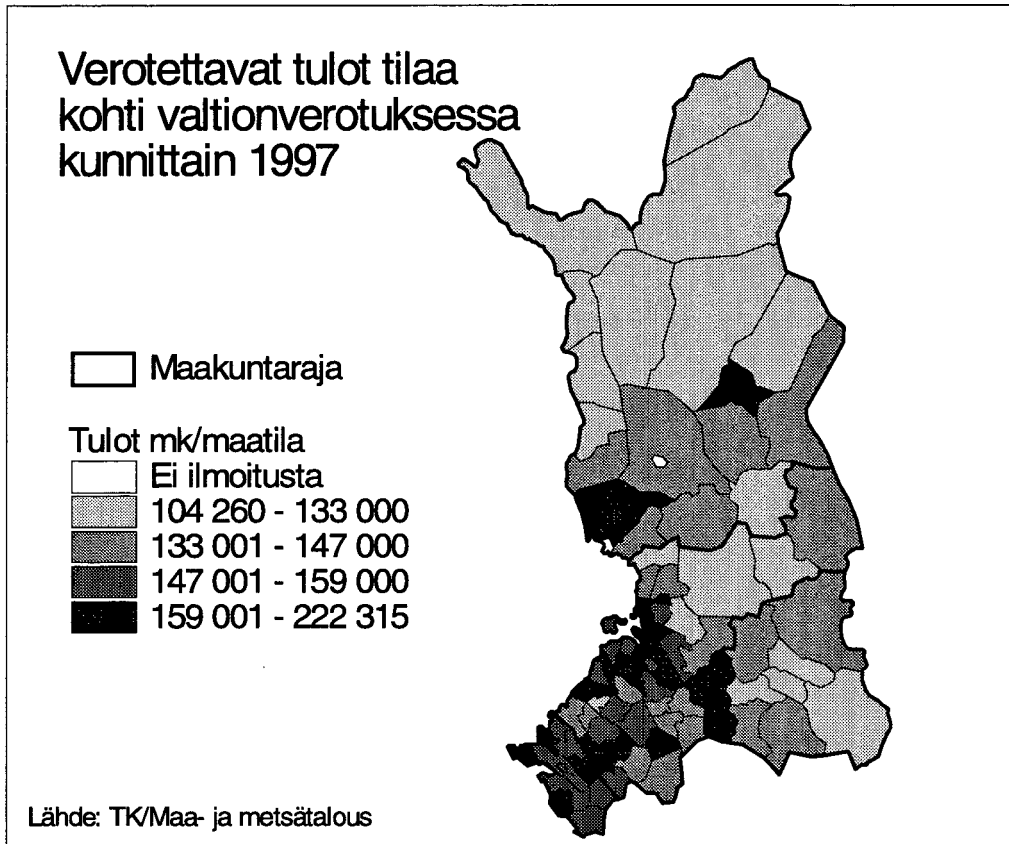 Verotettavat tulot tilaa
kohti valtionverotuksessa
kunnittain 1997
Maakuntaraja
Tulot mk/maatila
Ei ilmoitusta
104 260 - 133 000
133 001 - 147 000
147 001 - 159 000
159 001 - 222 315
Lähde: TK/Maa- ja metsätalous